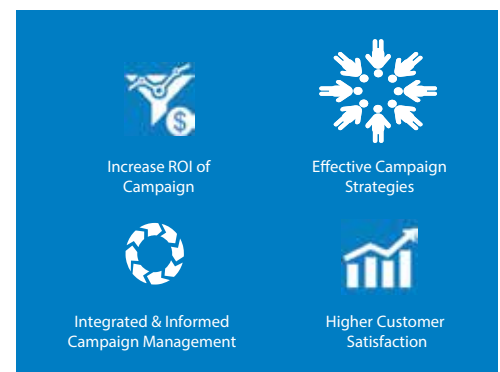 $
Increase ROI of
Campaign
Effective Campaign
Strategies
Integrated & Informed
Campaign Management
Higher Customer
Satisfaction